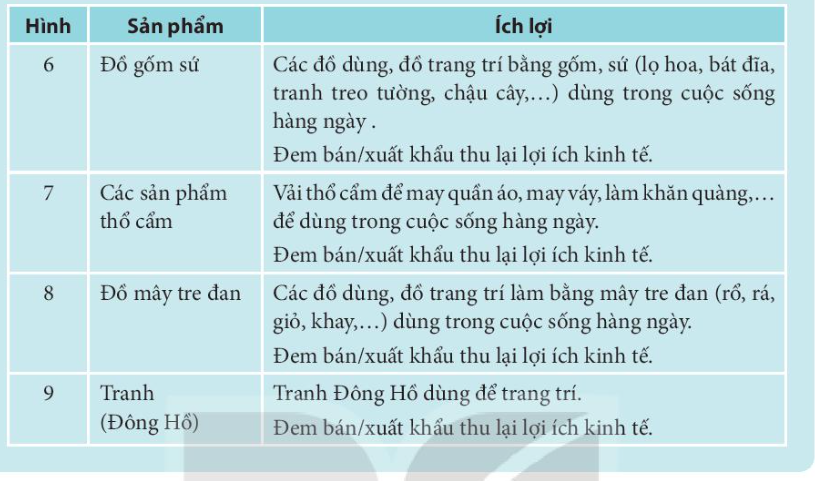 Hình Sản phẩm Ích lợi
6 Đồ gốm sứ Các đồ dùng, đồ trang trí bằng gốm, sứ (lọ hoa, bát đĩa,
tranh treo tường, chậu cây,…) dùng trong cuộc sống
hàng ngày .
Đem bán/xuất khẩu thu lại lợi ích kinh tế.
7 Các sản phẩm Vải thổ cẩm để may quần áo, may váy, làm khăn quàng,…
thổ cẩm để dùng trong cuộc sống hàng ngày.
Đem bán/xuất khẩu thu lại lợi ích kinh tế.
8 Đồ mây tre đan Các đồ dùng, đồ trang trí làm bằng mây tre đan (rổ, rá,
giỏ, khay,…) dùng trong cuộc sống hàng ngày.
Đem bán/xuất khẩu thu lại lợi ích kinh tế.
9 Tranh Tranh Đông Hồ dùng để trang trí.
(Đông Hồ) Đem bán/xuất khẩu thu lại lợi ích kinh tế.